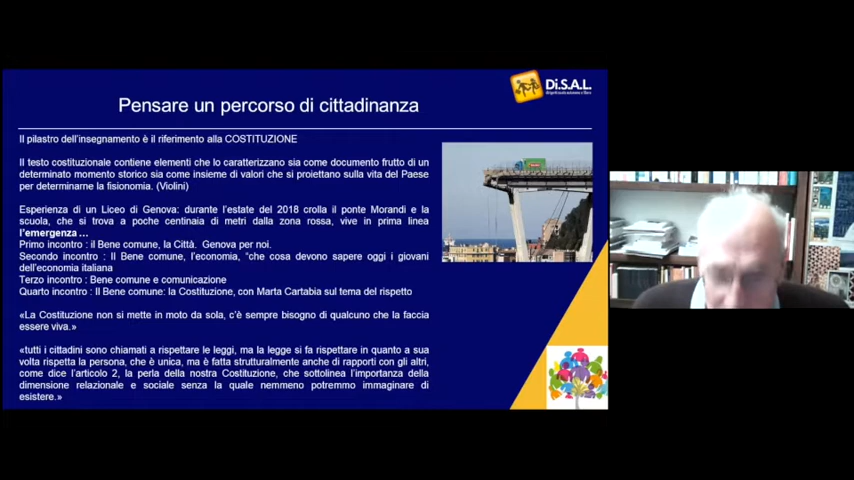 Di.S.A.L.
Pensare un percorso di cittadinanza
Il pilastro dell'insegnamento è il riferimento alla COSTITUZIONE
Il testo costituzionale contiene elementi che lo caratterizzano sia come documento frutto di un
determinato momento storico sia come insieme di valori che si proiettano sulla vita del Paese
per determinarne la fisionomia. (Violini)
Esperienza di un Liceo di Genova: durante l'estate del 2018 crolla il ponte Morandi e la
scuola, che si trova a poche centinaia di metri dalla zona rossa, vive in prima linea
l'emergenza ...
Primo incontro : il Bene comune, la Città. Genova per noi.
Secondo incontro : Il Bene comune, l'economia, "che cosa devono sapere oggi i giovani
dell'economia italiana
Terzo incontro : Bene comune e comunicazione
Quarto incontro : Il Bene comune: la Costituzione, con Marta Cartabia sul tema del rispetto
«La Costituzione non si mette in moto da sola, c'è sempre bisogno di qualcuno che la faccia
essere viva.»
«tutti i cittadini sono chiamati a rispettare le leggi, ma la legge si fa rispettare in quanto a sua
volta rispetta la persona, che è unica, ma è fatta strutturalmente anche di rapporti con gli altri,
come dice l'articolo 2, la perla della nostra Costituzione, che sottolinea l'importanza della
dimensione relazionale e sociale senza la quale nemmeno potremmo immaginare di
esistere.»